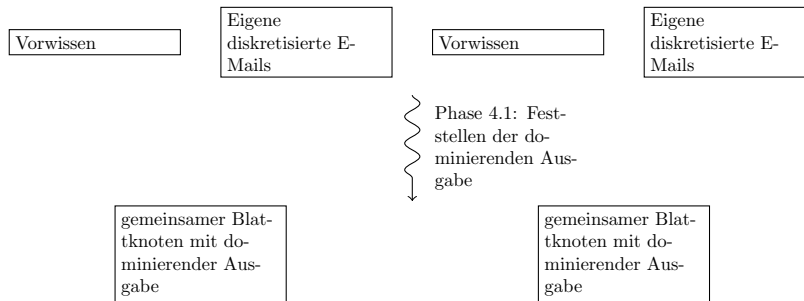 Vorwissen
Eigene
diskretisierte E-
Mails
Vorwissen
Eigene
diskretisierte E-
Mails
Phase 4.1: Fest-
stellen der do-
minierenden Aus-
gabe
gemeinsamer Blat-
tknoten mit do-
minierender Aus-
gabe
gemeinsamer Blat-
tknoten mit do-
minierender Aus-
gabe